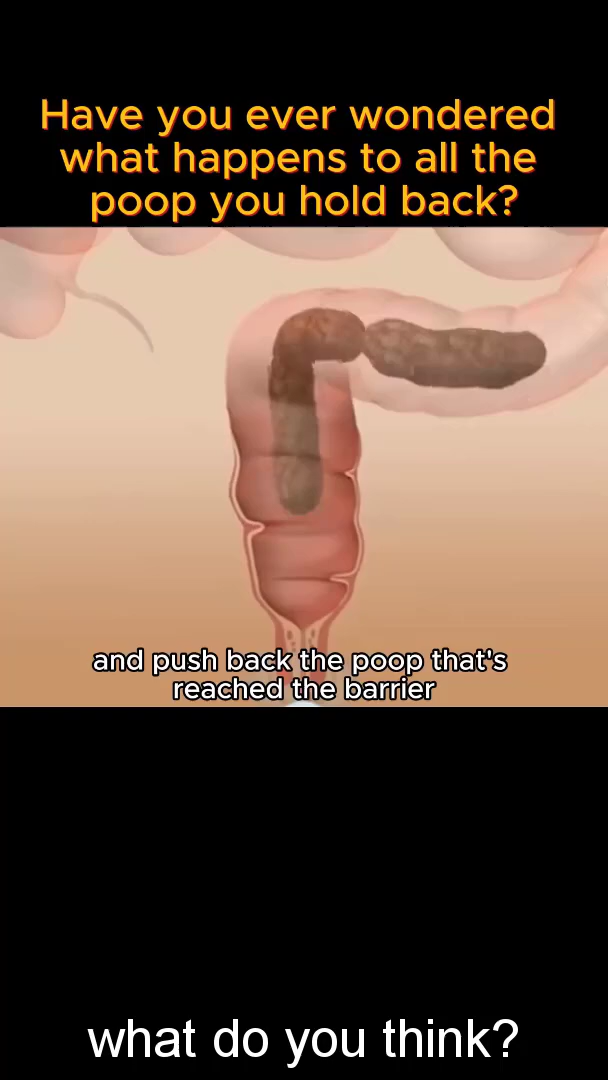 Have you ever wondered
what happens to all the
poop you hold back?
and push back the poop that's
reached the barrier
what do you think?